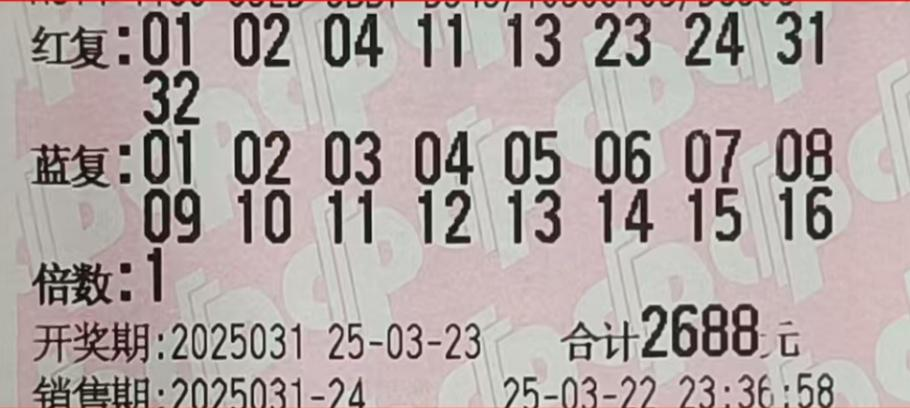 红复:01 02 04 11 13 23 24 31
32
蓝复:01 02 03 04 05 06 07 08
09 10 11 12 13 14 15 16
倍数:1
开奖期:2025031 25-03-23 合计2688元
销售期:2025031-24 25-03-22 23:36:58